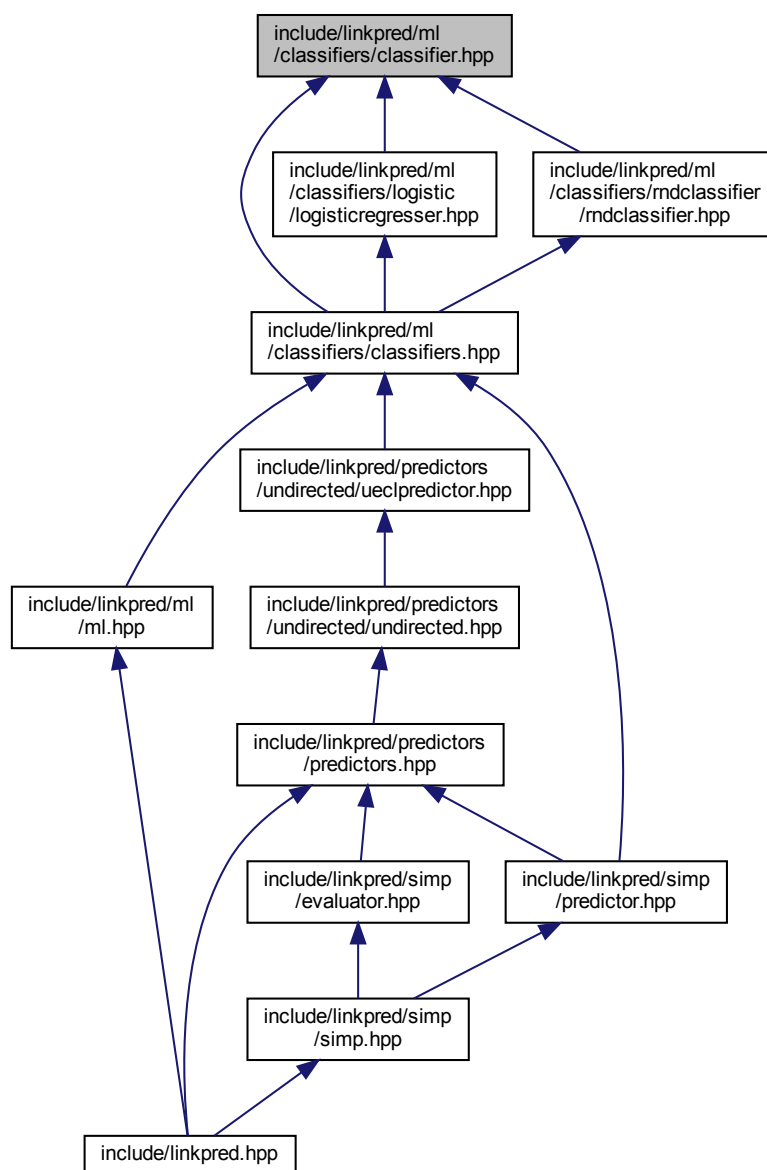 include/linkpred/ml
/classifiers/classifier.hpp
include/linkpred/ml
/classifiers/logistic
/logisticregresser.hpp
include/linkpred/ml
/classifiers/rndclassifier
/rndclassifier.hpp
include/linkpred/ml
/classifiers/classifiers.hpp
include/linkpred/predictors
/undirected/ueclpredictor.hpp
include/linkpred/ml
/ml.hpp
include/linkpred/predictors
/undirected/undirected.hpp
include/linkpred/predictors
/predictors.hpp
include/linkpred/simp
/evaluator.hpp
include/linkpred/simp
/predictor.hpp
include/linkpred/simp
/simp.hpp
include/linkpred.hpp